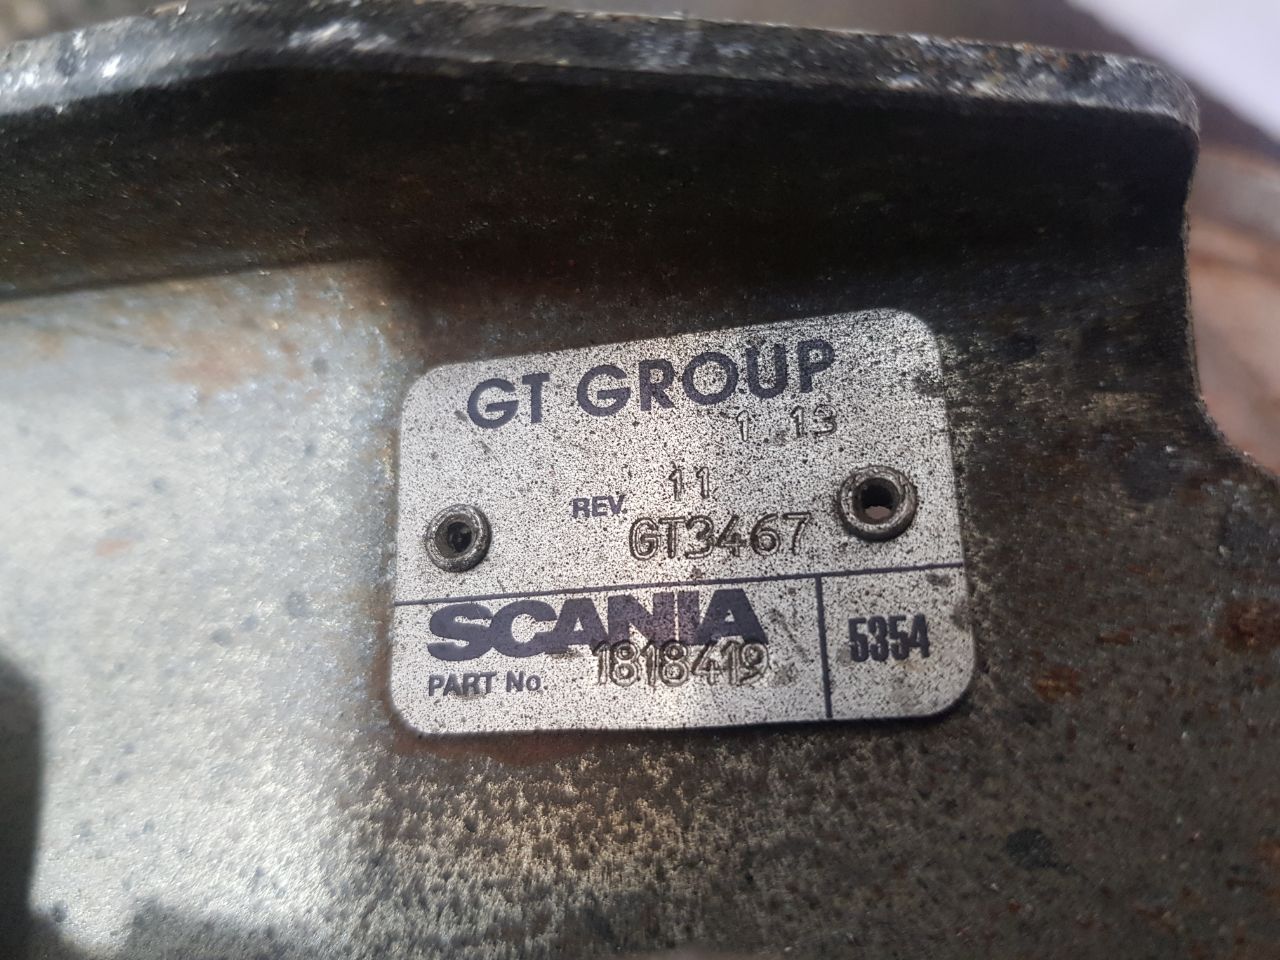 GT GROUP
1 13
REV 11
GT3467
SCANIA
PART No 1818419
5354